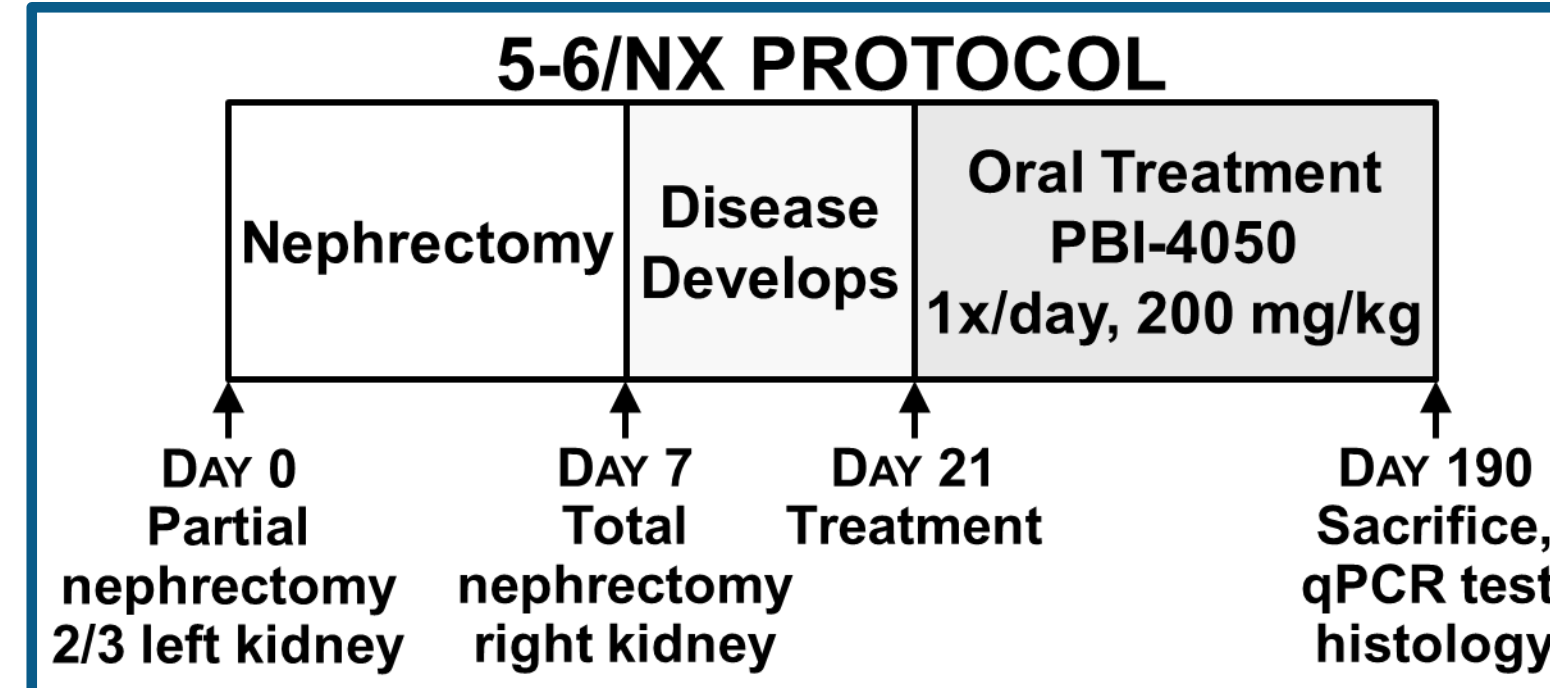 5-6/NX PROTOCOL
Nephrectomy
Disease
Develops
Oral Treatment
PBI-4050
1x/day, 200 mg/kg
DAY 0
Partial
nephrectomy
2/3 left kidney
DAY 7
Total
nephrectomy
right kidney
DAY 21
Treatment
DAY 190
Sacrifice,
qPCR test
histology